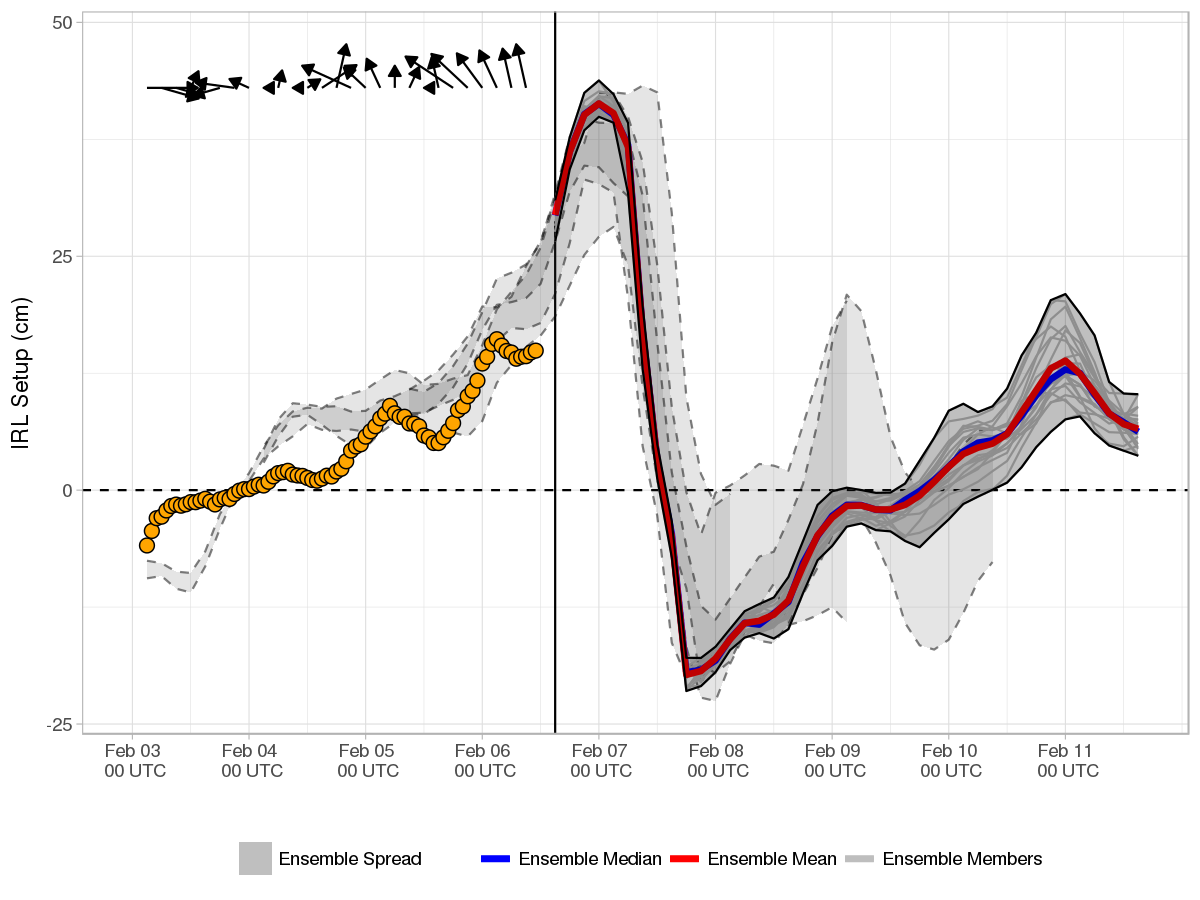 50
25
0
-25
IRL Setup (cm)
Feb 03 Feb 04 Feb 05 Feb 06 Feb 07 Feb 08 Feb 09 Feb 10 Feb 11
00 UTC 00 UTC 00 UTC 00 UTC 00 UTC 00 UTC 00 UTC 00 UTC 00 UTC
Ensemble Spread Ensemble Median Ensemble Mean Ensemble Members